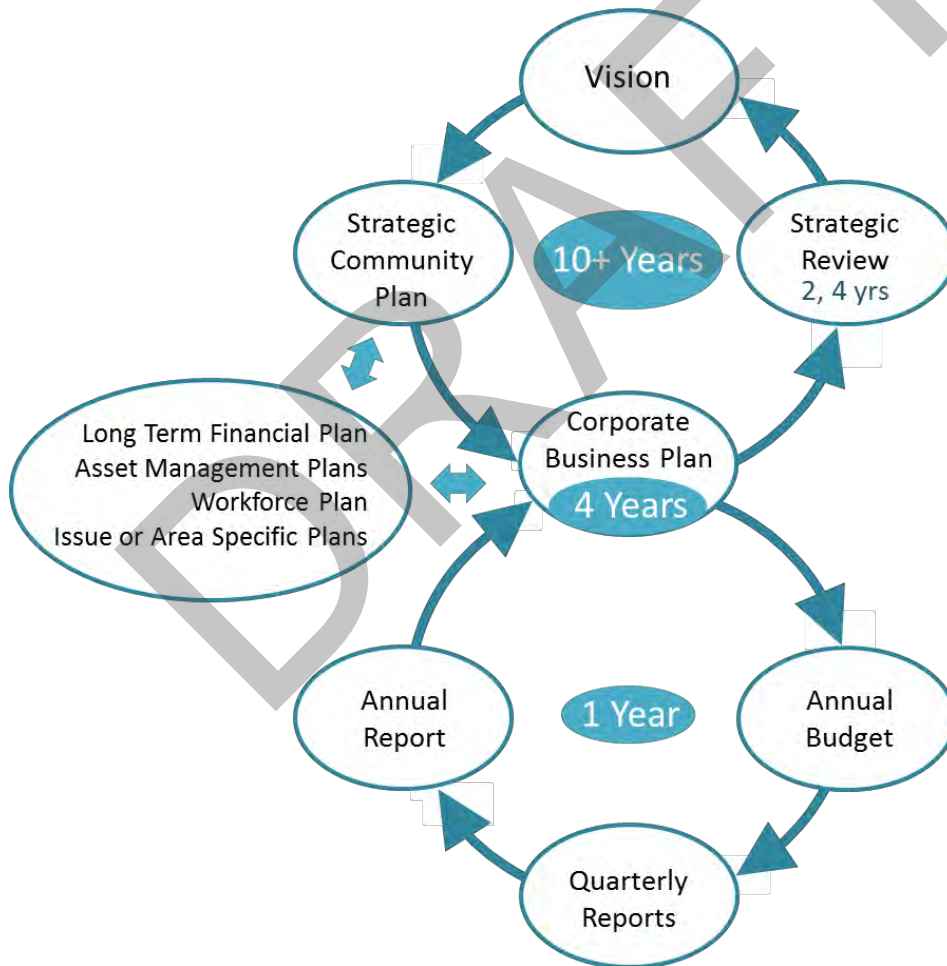 Vision
Strategic
Community
Plan
10+ Years
Strategic
Review
2, 4 yrs
Long Term Financial Plan
Asset Management Plans
Workforce Plan
Issue or Area Specific Plans
Corporate
Business Plan
4 Years
Annual
Report
1 Year
Annual
Budget
Quarterly
Reports
DRAFT